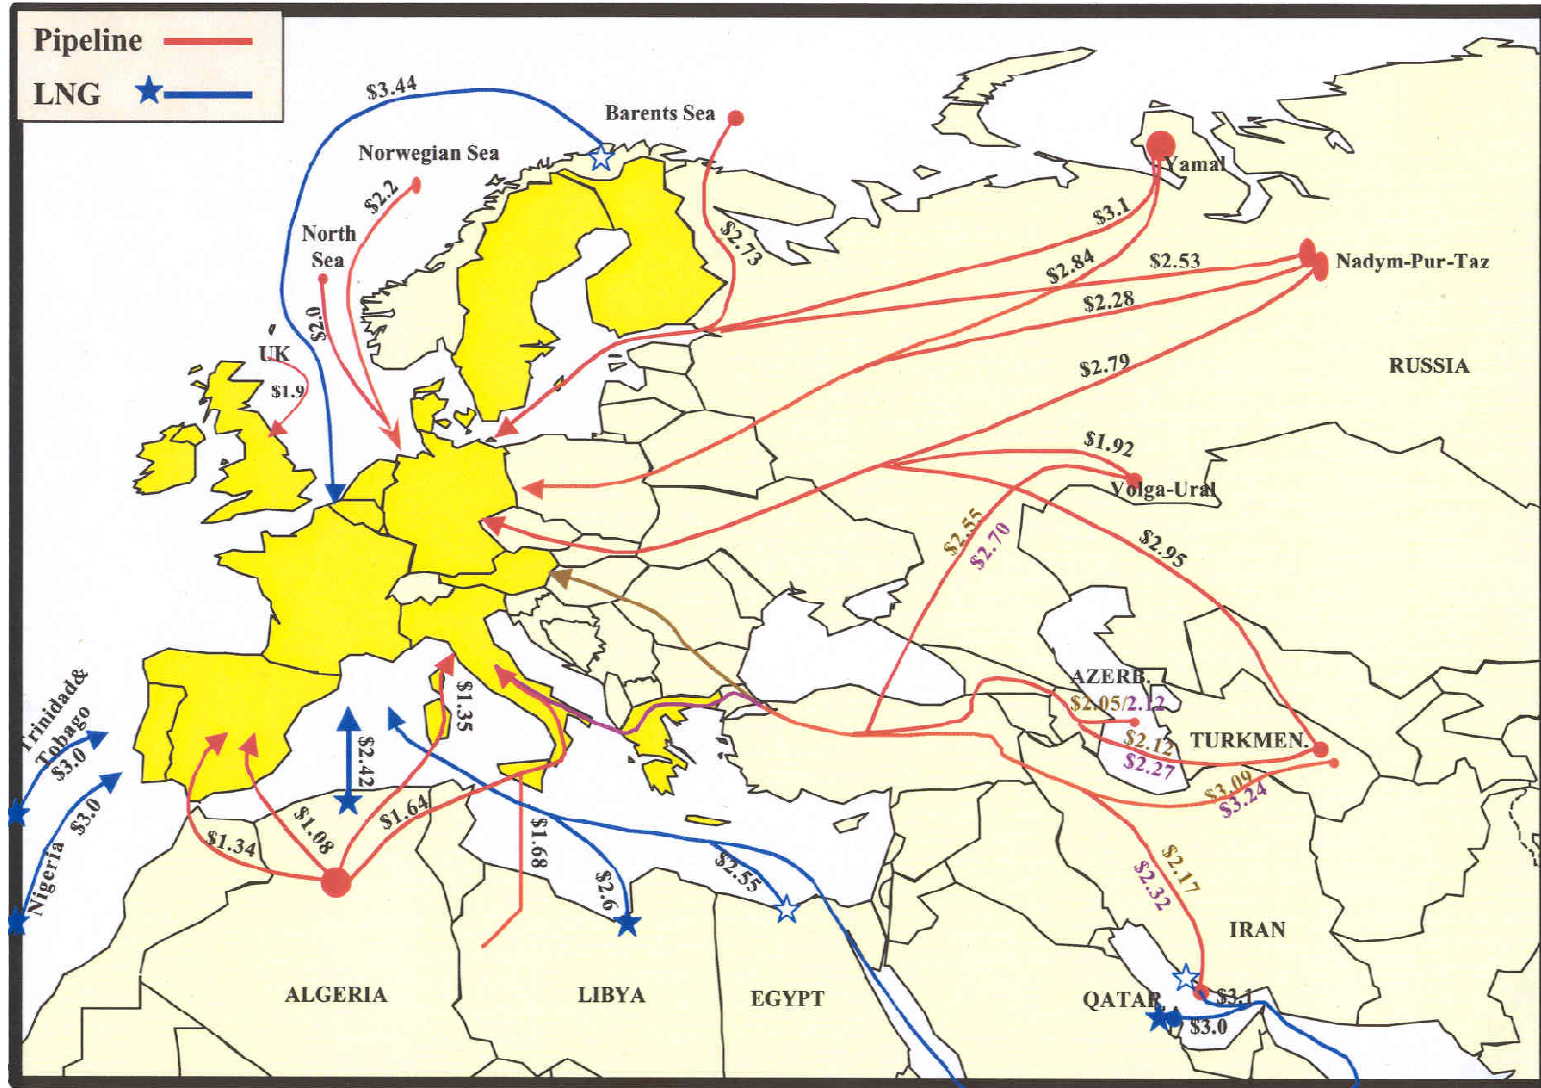 Pipeline
LNG
$3.44
Barents Sea
Norwegian Sea
$2.2
North
Sea
$2.0
$2.73
UK
$1.9
Yamal
$3.1
$2.84
$2.53
Nadym-Pur-Taz
$2.28
$2.79
RUSSIA
$1.92
Volga-Ural
$2.55
$2.70
$2.95
AZERB.
$2.05/2.12
$2.12
$2.27
TURKMEN.
$3.09
$3.24
Trinidad&
Tobago
$3.0
Nigeria
$3.0
$1.35
$2.42
$1.64
$1.08
$1.34
$1.68
$2.6
$2.55
$2.17
$2.32
IRAN
ALGERIA
LIBYA
EGYPT
QATAR
$3.1
$3.0